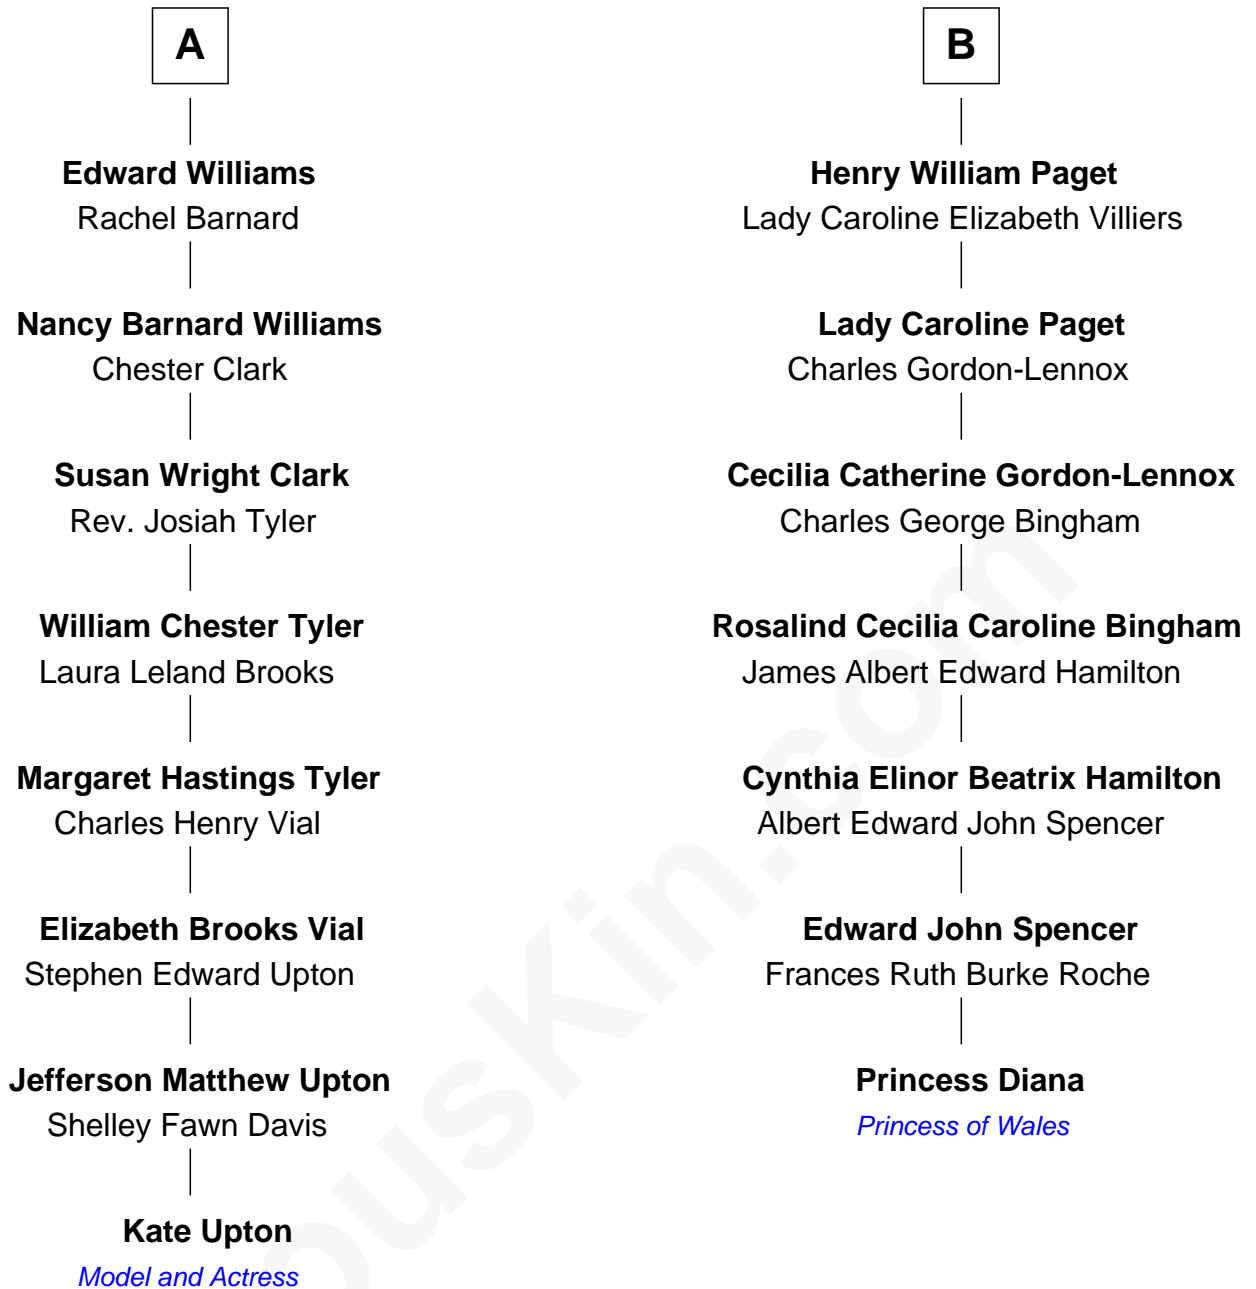 A
Edward Williams
Rachel Barnard
Nancy Barnard Williams
Chester Clark
Susan Wright Clark
Rev. Josiah Tyler
William Chester Tyler
Laura Leland Brooks
Margaret Hastings Tyler
Charles Henry Vial
Elizabeth Brooks Vial
Stephen Edward Upton
Jefferson Matthew Upton
Shelley Fawn Davis
Kate Upton
Model and Actress
B
Henry William Paget
Lady Caroline Elizabeth Villiers
Lady Caroline Paget
Charles Gordon-Lennox
Cecilia Catherine Gordon-Lennox
Charles George Bingham
Rosalind Cecilia Caroline Bingham
James Albert Edward Hamilton
Cynthia Elinor Beatrix Hamilton
Albert Edward John Spencer
Edward John Spencer
Frances Ruth Burke Roche
Princess Diana
Princess of Wales
ousKin.com